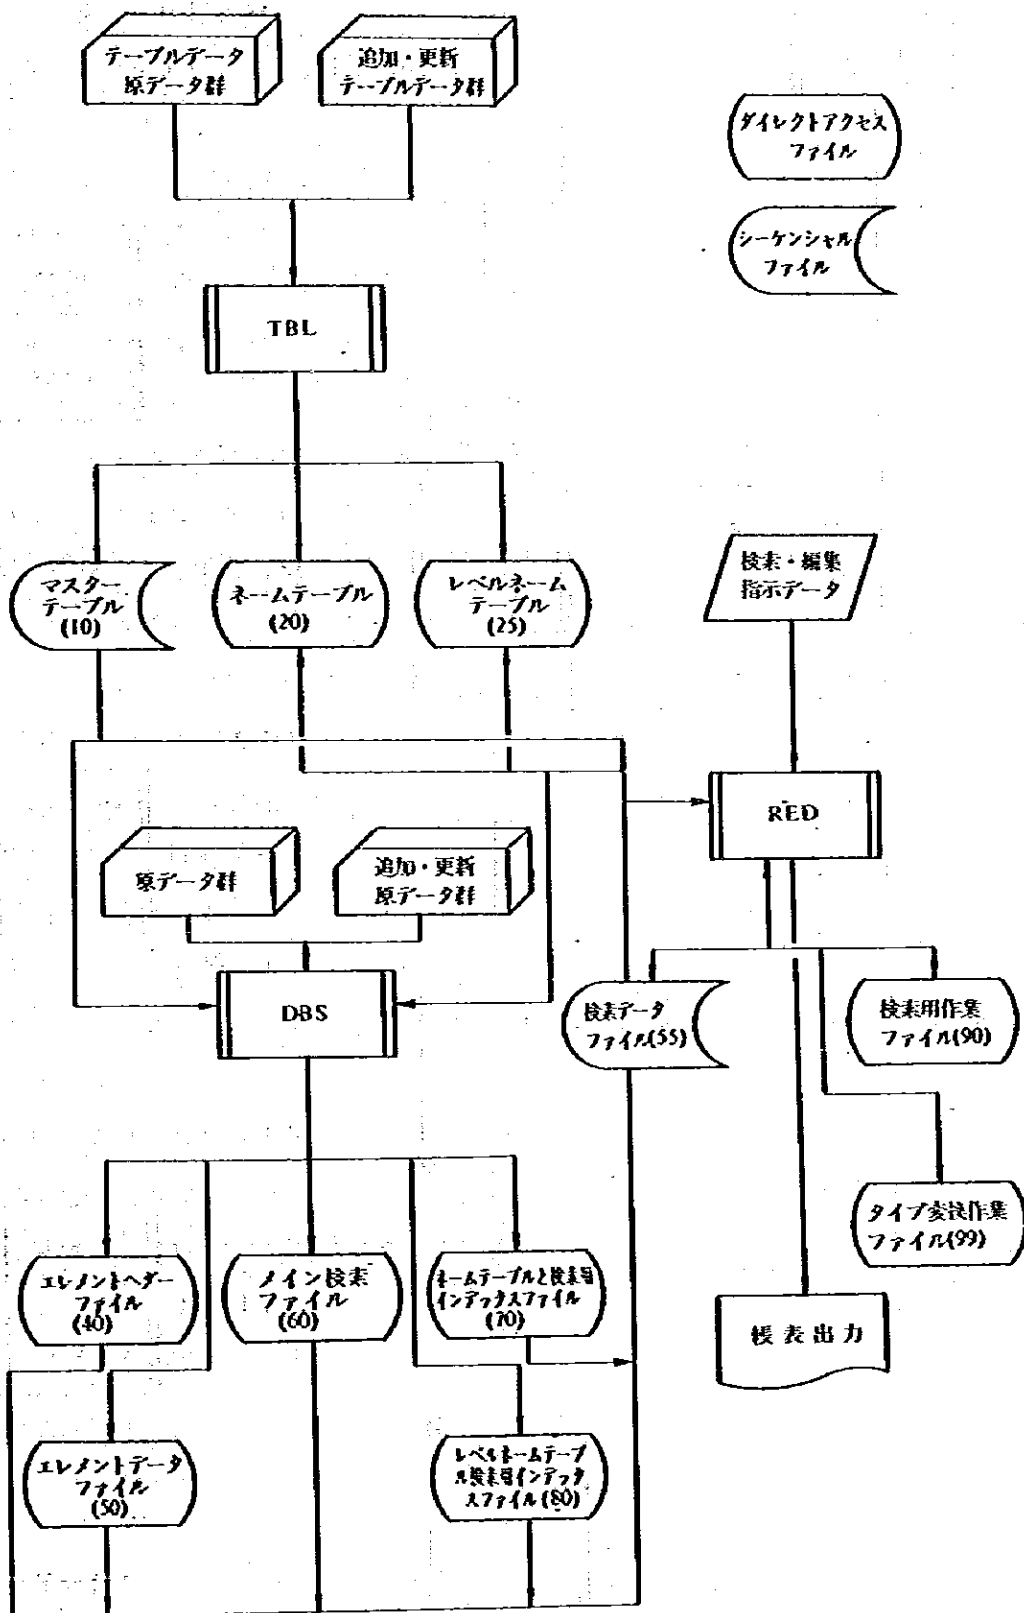 テーブルデータ
原データ群
追加・更新
テーブルデータ群
ダイレクトアクセス
ファイル
シーケンシャル
ファイル
TBL
マスター
テーブル
(10)
ネームテーブル
(20)
レベルネーム
テーブル
(25)
検索・編集
指示データ
RED
原データ群
追加・更新
原データ群
DBS
検索データ
ファイル(55)
検索用作業
ファイル(90)
タイプ変換作業
ファイル(99)
エレメントヘダー
ファイル
(40)
メイン検索
ファイル
(60)
ネームテーブルと検索用
インデックスファイル
(70)
帳表出力
エレメントデータ
ファイル
(50)
レベルネームテーブ
ル検索用インデック
スファイル(80)